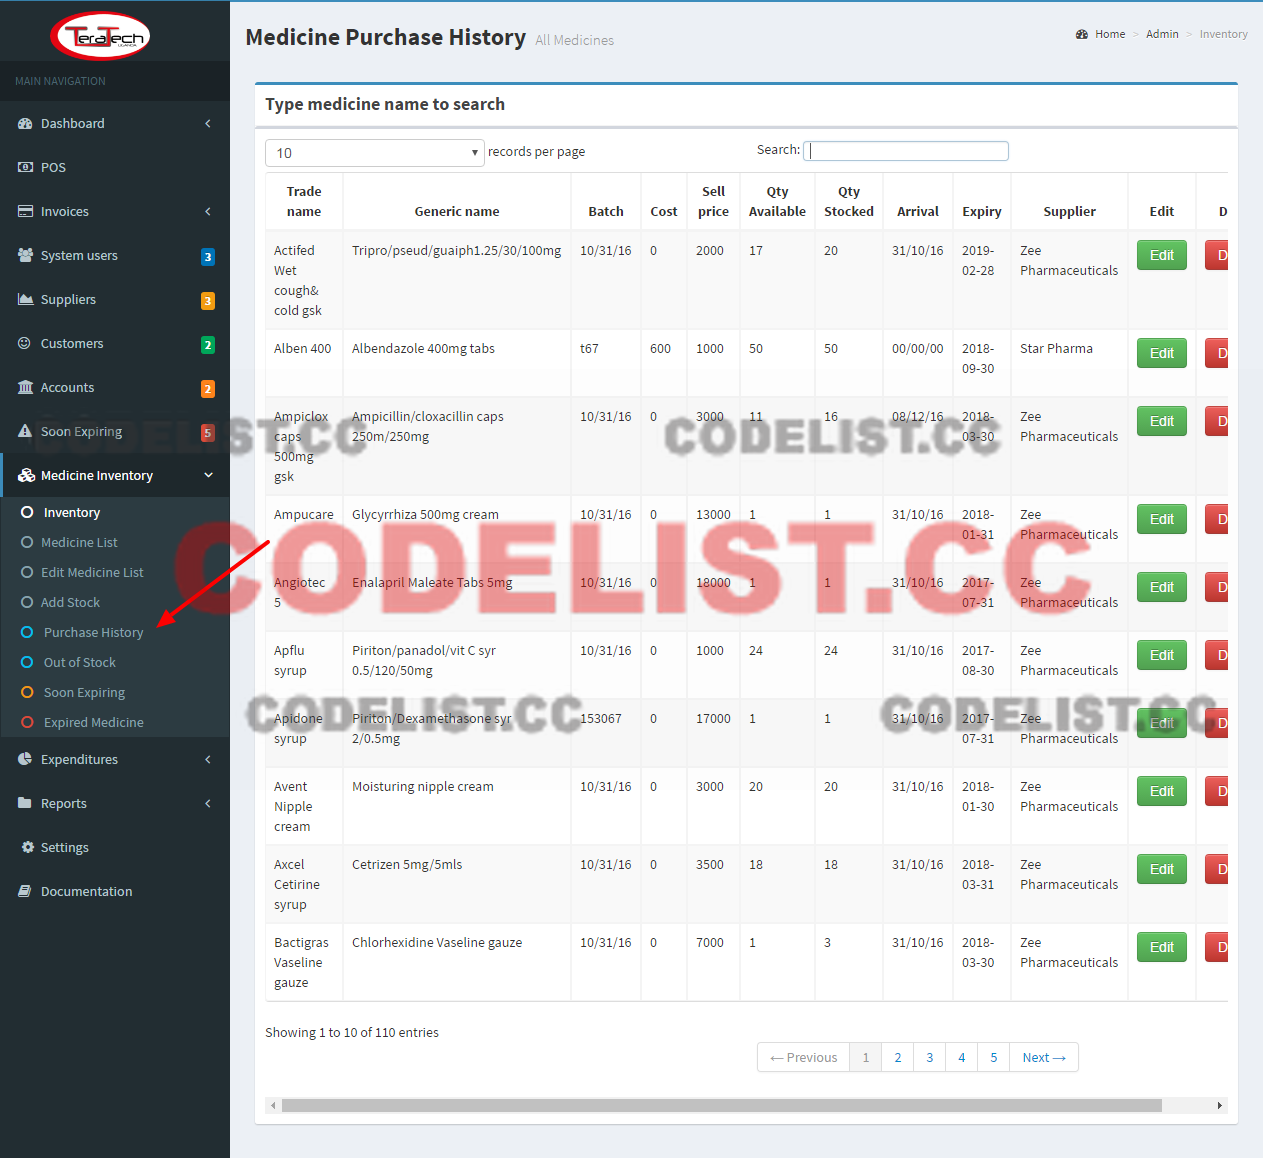 TeraTech
UGANDA
MAIN NAVIGATION
Dashboard
POS
Invoices
System users 3
Suppliers 3
Customers 2
Accounts 2
Soon Expiring 5
Medicine Inventory
Inventory
Medicine List
Edit Medicine List
Add Stock
Purchase History
Out of Stock
Soon Expiring
Expired Medicine
Expenditures
Reports
Settings
Documentation
Medicine Purchase History All Medicines
Home > Admin > Inventory
Type medicine name to search
10 records per page
Search:
Trade name Generic name Batch Cost Sell price Qty Available Qty Stocked Arrival Expiry Supplier Edit D
Actifed Wet cough& cold gsk Tripro/pseud/guaiph1.25/30/100mg 10/31/16 0 2000 17 20 31/10/16 2019-02-28 Zee Pharmaceuticals Edit D
Alben 400 Albendazole 400mg tabs t67 600 1000 50 50 00/00/00 2018-09-30 Star Pharma Edit D
Ampiclox caps 500mg gsk Ampicillin/cloxacillin caps 250m/250mg 10/31/16 0 3000 11 16 08/12/16 2018-03-30 Zee Pharmaceuticals Edit D
Ampucare Glycyrrhiza 500mg cream 10/31/16 0 13000 1 1 31/10/16 2018-01-31 Zee Pharmaceuticals Edit D
Angiotec 5 Enalapril Maleate Tabs 5mg 10/31/16 0 18000 1 1 31/10/16 2017-07-31 Zee Pharmaceuticals Edit D
Apflu syrup Piriton/panadol/vit C syr 0.5/120/50mg 10/31/16 0 1000 24 24 31/10/16 2017-08-30 Zee Pharmaceuticals Edit D
Apidone syrup Piriton/Dexamethasone syr 2/0.5mg 153067 0 17000 1 1 31/10/16 2017-07-31 Zee Pharmaceuticals Edit D
Avent Nipple cream Moisturing nipple cream 10/31/16 0 3000 20 20 31/10/16 2018-01-30 Zee Pharmaceuticals Edit D
Axcel Cetirine syrup Cetrizen 5mg/5mls 10/31/16 0 3500 18 18 31/10/16 2018-03-31 Zee Pharmaceuticals Edit D
Bactigras Vaseline gauze Chlorhexidine Vaseline gauze 10/31/16 0 7000 1 3 31/10/16 2018-03-30 Zee Pharmaceuticals Edit D
Showing 1 to 10 of 110 entries
← Previous 1 2 3 4 5 Next →
CODELIST.CC
CODELIST.CC
CODELIST.CC
CODELIST.CC
CODELIST.CC